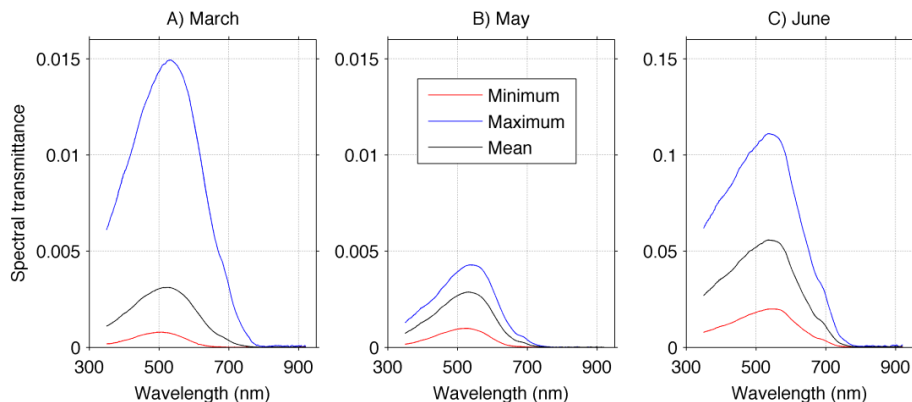 A) March
B) May
C) June
Spectral transmittance
0.015
0.01
0.005
0
300
500
700
900
Wavelength (nm)
0.015
0.01
0.005
0
300
500
700
900
Wavelength (nm)
Minimum
Maximum
Mean
0.15
0.1
0.05
0
300
500
700
900
Wavelength (nm)